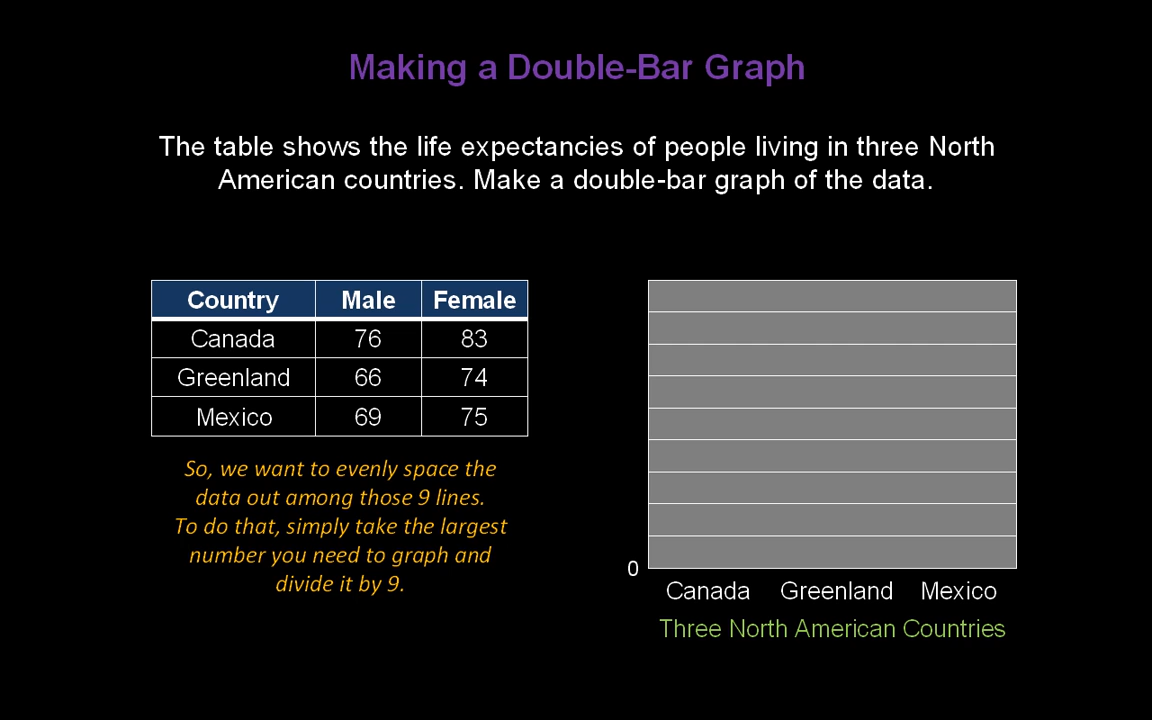 Making a Double-Bar Graph
The table shows the life expectancies of people living in three North
American countries. Make a double-bar graph of the data.
Country Male Female
Canada 76 83
Greenland 66 74
Mexico 69 75
So, we want to evenly space the
data out among those 9 lines.
To do that, simply take the largest
number you need to graph and
divide it by 9.
0
Canada Greenland Mexico
Three North American Countries